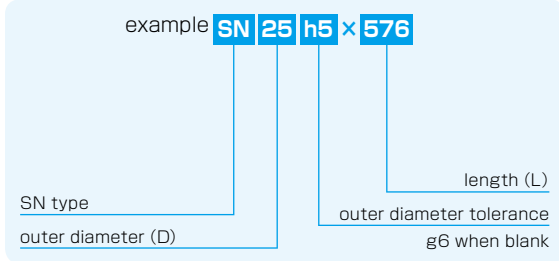 example SN 25 h5 × 576
length (L)
SN type
outer diameter tolerance
outer diameter (D)
g6 when blank